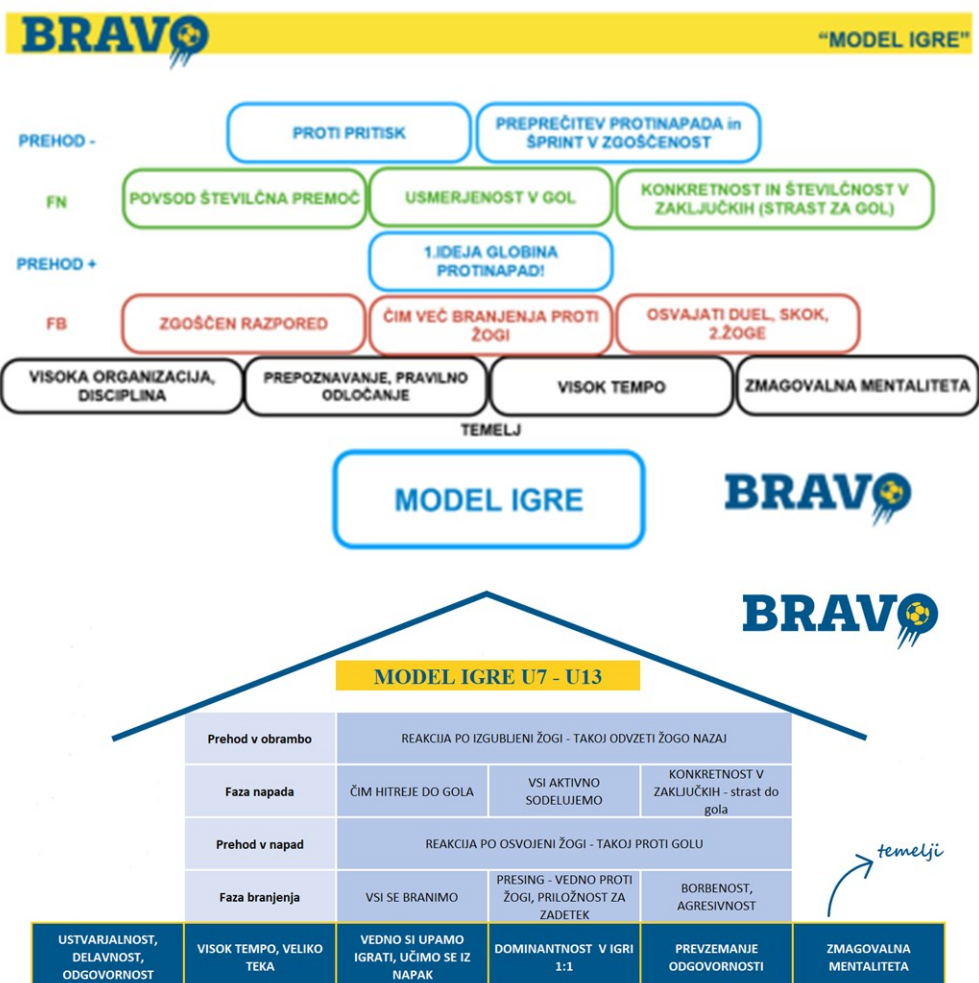 BRAVO
“MODEL IGRE”
PREHOD -
PROTI PRITISK
PREPREČITEV PROTINAPADA in
ŠPRINT V ZGOŠČENOST
FN
POVSOD ŠTEVILČNA PREMOČ
USMERJENOST V GOL
KONKRETNOST IN ŠTEVILČNOST V
ZAKLJUČKIH (STRAST ZA GOL)
PREHOD +
1.IDEJA GLOBINA
PROTINAPAD!
FB
ZGOŠČEN RAZPORED
ČIM VEČ BRANJENJA PROTI
ŽOGI
OSVAJATI DUEL, SKOK,
2.ŽOGE
VISOKA ORGANIZACIJA,
DISCIPLINA
PREPOZNAVANJE, PRAVILNO
ODLOČANJE
VISOK TEMPO
ZMAGOVALNA MENTALITETA
TEMELJ
MODEL IGRE
BRAVO
BRAVO
MODEL IGRE U7 - U13
Prehod v obrambo
REAKCIJA PO IZGUBLJENI ŽOGI - TAKOJ ODVZETI ŽOGO NAZAJ
Faza napada
ČIM HITREJE DO GOLA
VSI AKTIVNO
SODELUJEMO
KONKRETNOST V
ZAKLJUČKIH - strast do
gola
Prehod v napad
REAKCIJA PO OSVOJENI ŽOGI - TAKOJ PROTI GOLU
temelji
Faza branjenja
VSI SE BRANIMO
PRESING - VEDNO PROTI
ŽOGI, PRILOŽNOST ZA
ZADETEK
BORBENOST,
AGRESIVNOST
USTVARJALNOST,
DELAVNOST,
ODGOVORNOST
VISOK TEMPO, VELIKO
TEKA
VEDNO SI UPAMO
IGRATI, UČIMO SE IZ
NAPAK
DOMINANTNOST V IGRI
1:1
PREVZEMANJE
ODGOVORNOSTI
ZMAGOVALNA
MENTALITETA